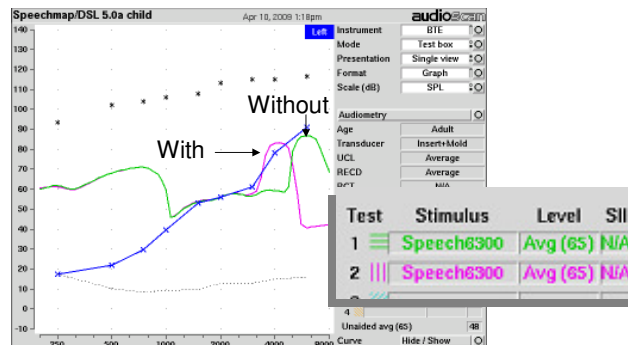 Speechmap/DSL 5.0a child Apr 10, 2009 1:18pm audioscan
140
130
120
110
100
90
80
70
60
50
40
30
20
10
0
-10
Left
Without
With
250 500 1000 2000 4000 8000
Instrument BTE
Mode Test box
Presentation Single view
Format Graph
Scale (dB) SPL
Audiometry
Age Adult
Transducer Insert+Mold
UCL Average
RECD Average
BCT N/A
Test Stimulus Level SII
1 Speech6300 Avg (65) N/A
2 Speech6300 Avg (65) N/A
4
Unaided avg (65) 48
Curve Hide / Show